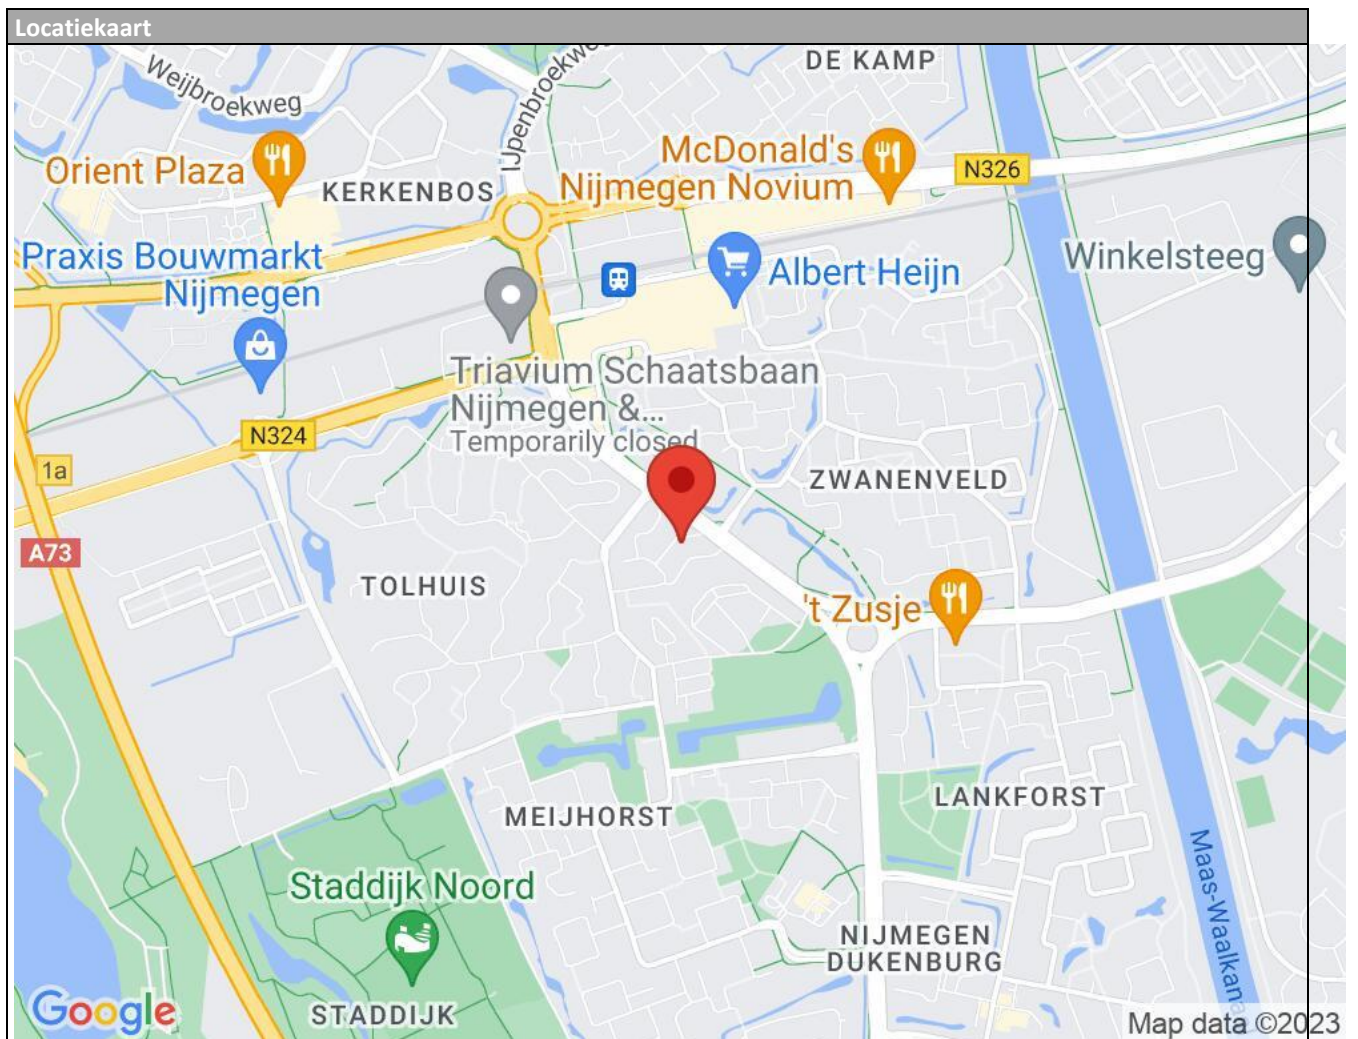 Locatiekaart
Weijbroekweg
IJpenbroekweg
DE KAMP
Orient Plaza
KERKENBOS
McDonald's
Nijmegen Novium
N326
Praxis Bouwmarkt
Nijmegen
Albert Heijn
Winkelsteeg
Triavium Schaatsbaan
Nijmegen &...
Temporarily closed
N324
1a
ZWANENVELD
A73
TOLHUIS
't Zusje
MEIJHORST
LANKFORST
Staddijk Noord
Maas-Waalkana
NIJMEGEN
DUKENBURG
STADDIJK
Google
Map data ©2023